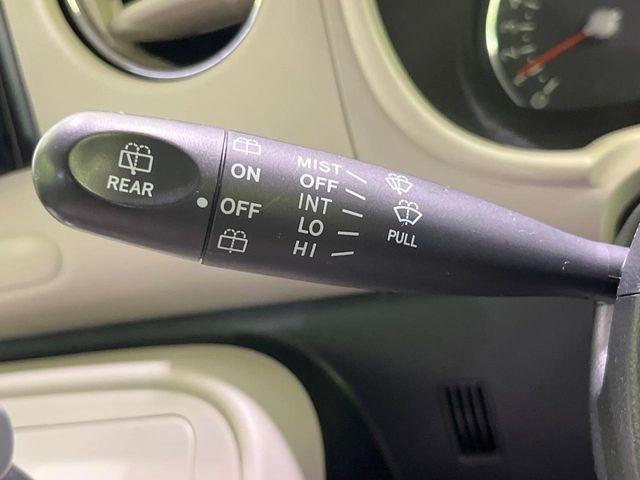 REAR
ON
OFF
MIST
OFF
INT
LO
HI
PULL